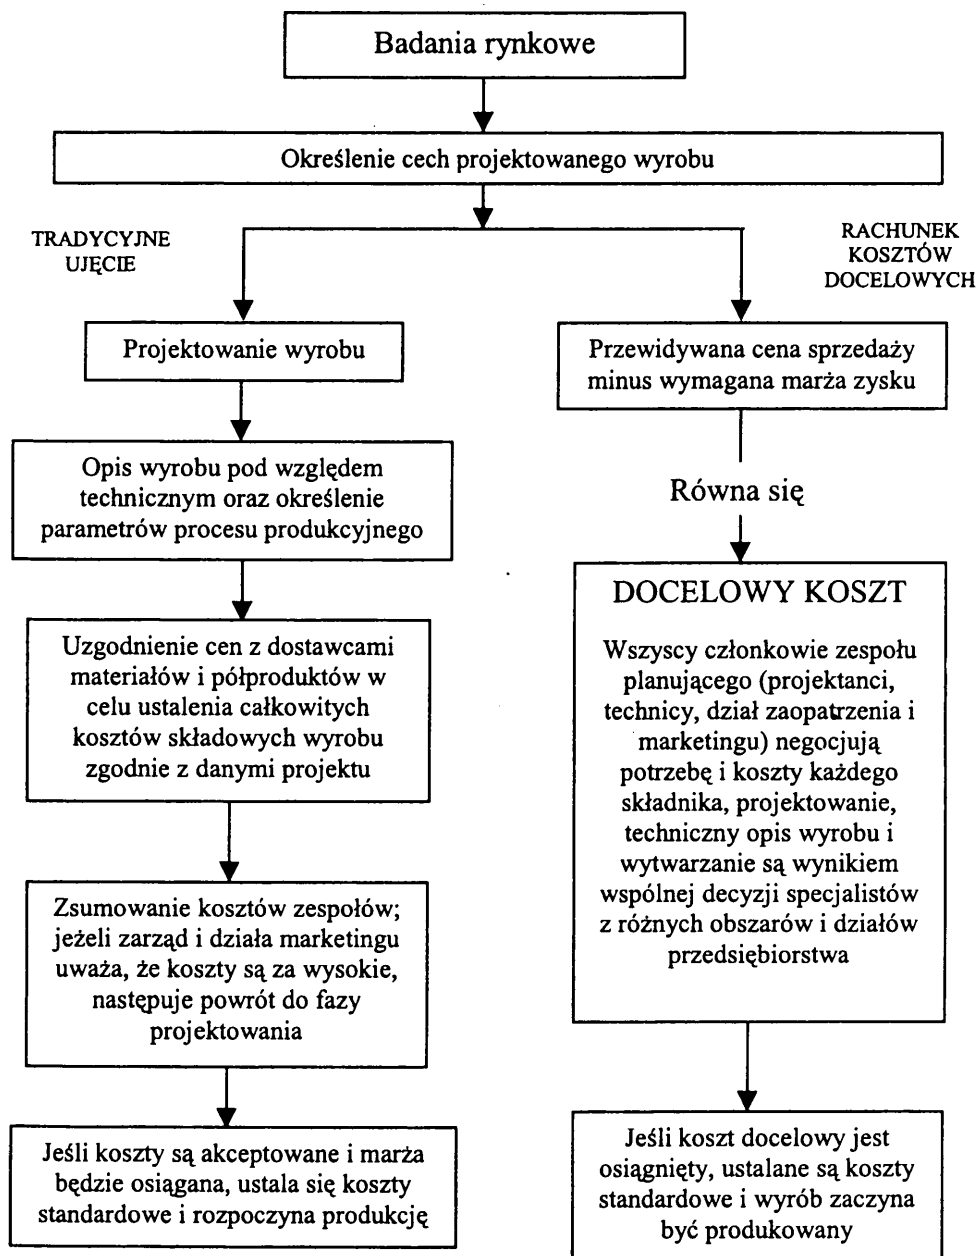 Badania rynkowe
Określenie cech projektowanego wyrobu
TRADYCYJNE
UJĘCIE
RACHUNEK
KOSZTÓW
DOCELOWYCH
Projektowanie wyrobu
Opis wyrobu pod względem
technicznym oraz określenie
parametrów procesu produkcyjnego
Uzgodnienie cen z dostawcami
materiałów i półproduktów w
celu ustalenia całkowitych
kosztów składowych wyrobu
zgodnie z danymi projektu
Zsumowanie kosztów zespołów;
jeżeli zarząd i działa marketingu
uważa, że koszty są za wysokie,
następuje powrót do fazy
projektowania
Jeśli koszty są akceptowane i marża
będzie osiągana, ustala się koszty
standardowe i rozpoczyna produkcję
Przewidywana cena sprzedaży
minus wymagana marża zysku
Równa się
DOCELOWY KOSZT
Wszyscy członkowie zespołu
planującego (projektanci,
technicy, dział zaopatrzenia i
marketingu) negocjują
potrzebę i koszty każdego
składnika, projektowanie,
techniczny opis wyrobu i
wytwarzanie są wynikiem
wspólnej decyzji specjalistów
z różnych obszarów i działów
przedsiębiorstwa
Jeśli koszt docelowy jest
osiągnięty, ustalane są koszty
standardowe i wyrób zaczyna
być produkowany